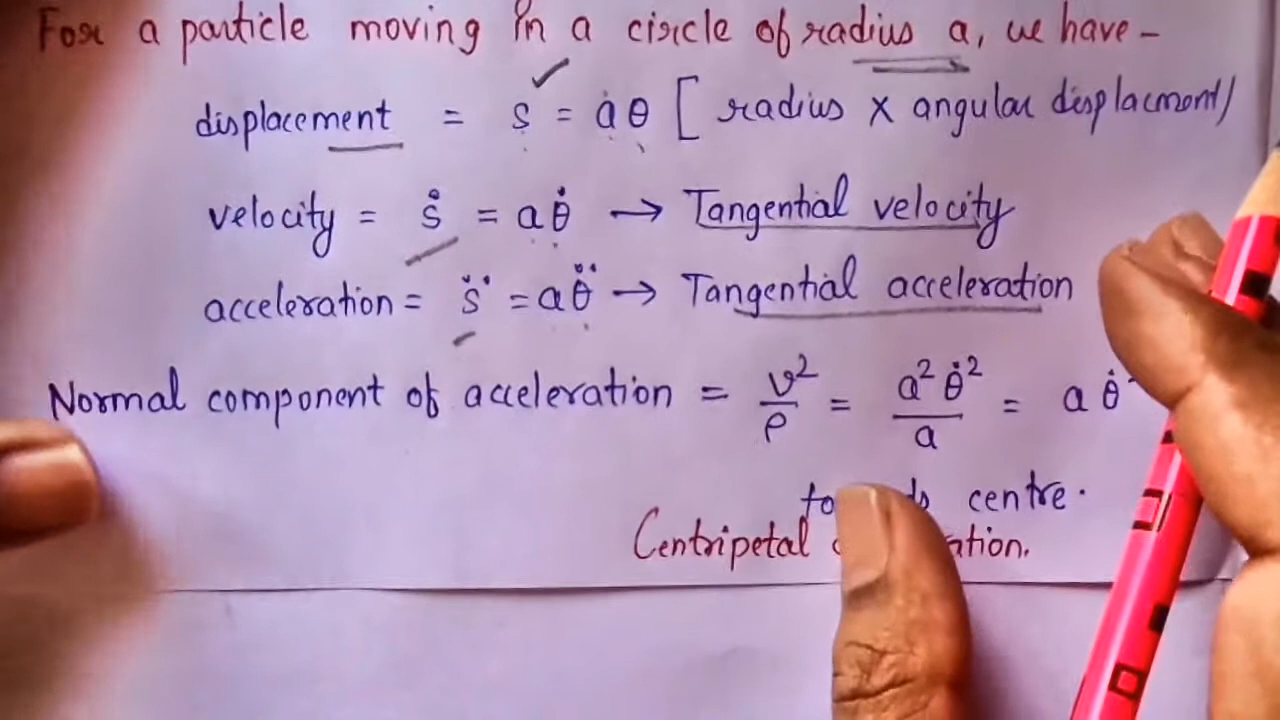 For a particle moving in a circle of radius a, we have –
displacement = s = aθ [ radius × angular displacment /
velocity = ṡ = aθ̇ → Tangential velocity
acceleration = s̈ = aθ̈ → Tangential acceleration
Normal component of acceleration = v²/ρ = a²θ̇²/a = aθ̇
centre.
Centripetal